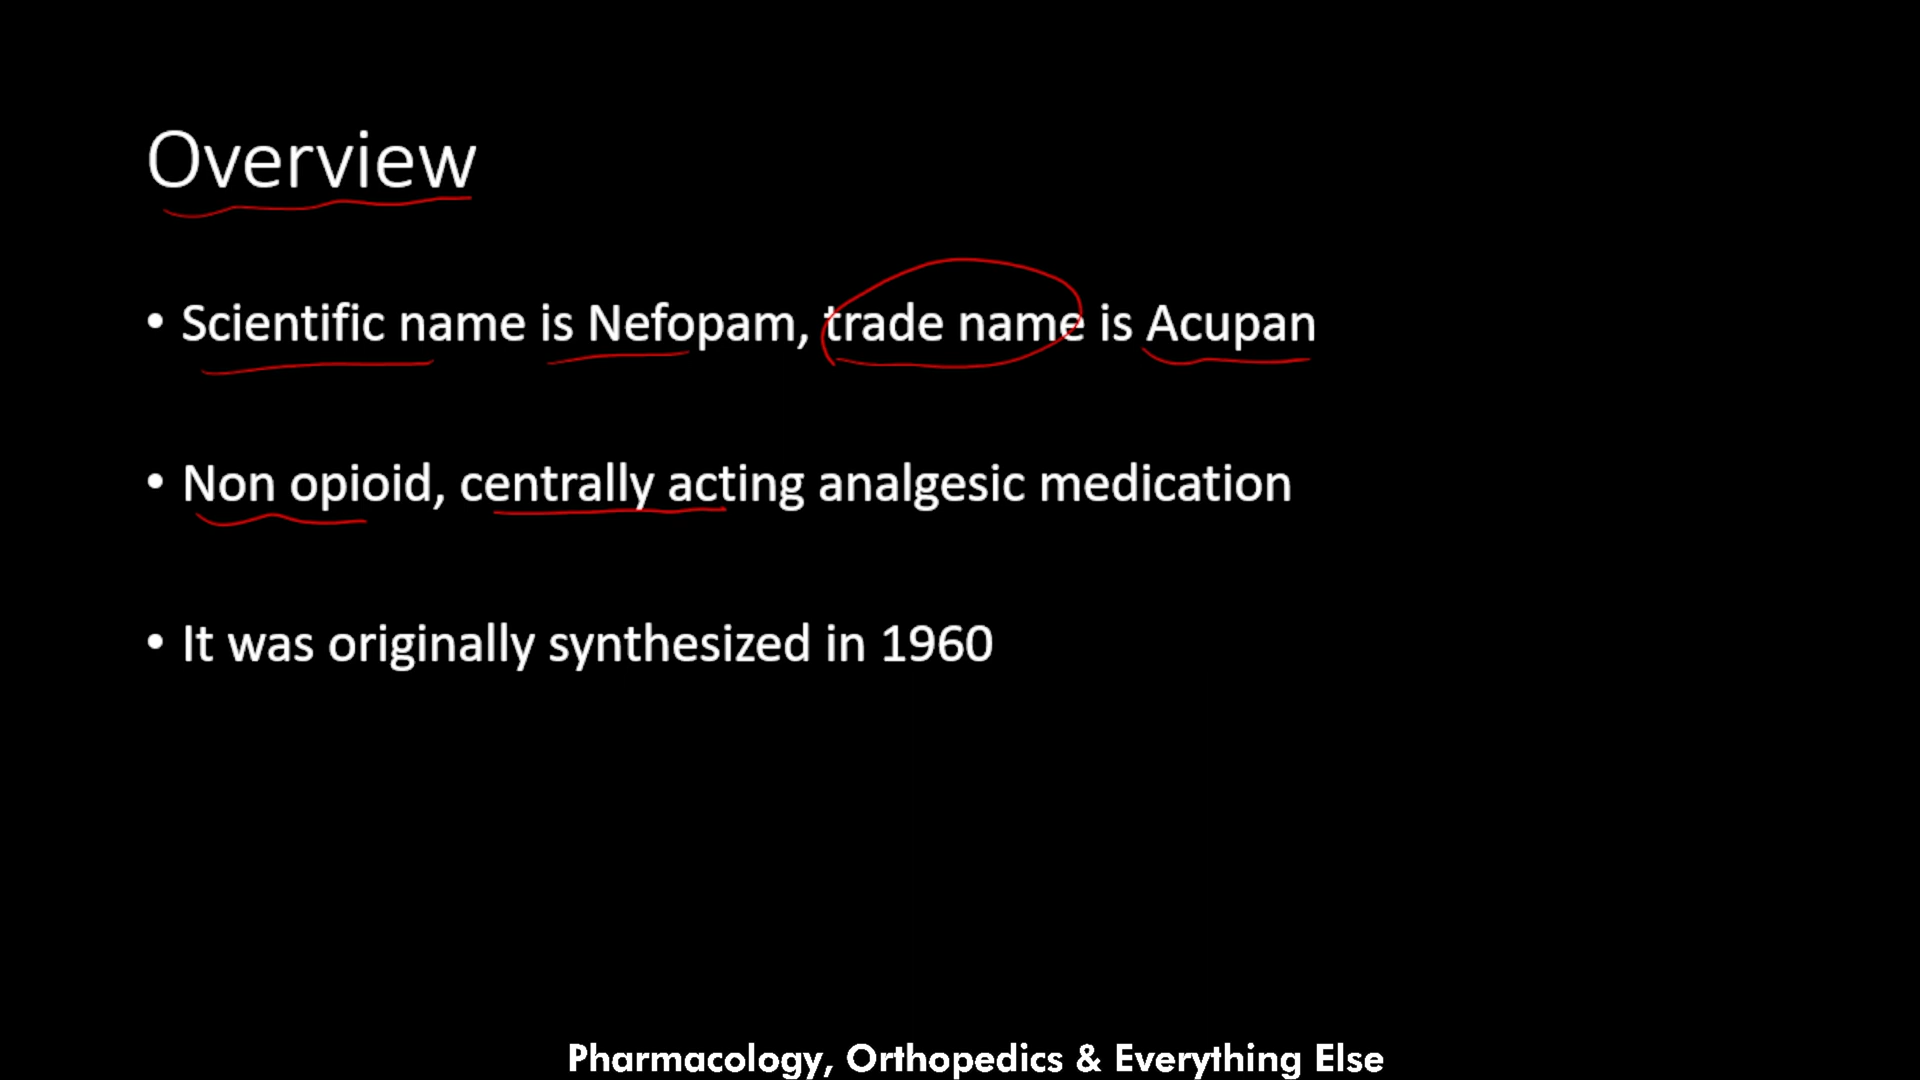 Overview
• Scientific name is Nefopam, trade name is Acupan
• Non opioid, centrally acting analgesic medication
• It was originally synthesized in 1960
Pharmacology, Orthopedics & Everything Else